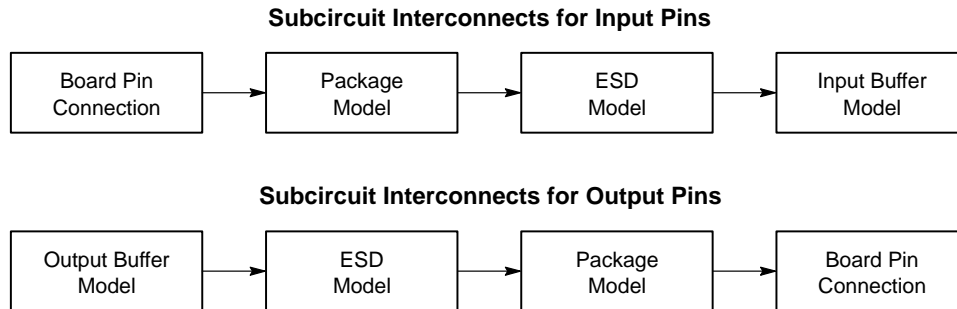 Subcircuit Interconnects for Input Pins
Board Pin
Connection
Package
Model
ESD
Model
Input Buffer
Model
Subcircuit Interconnects for Output Pins
Output Buffer
Model
ESD
Model
Package
Model
Board Pin
Connection